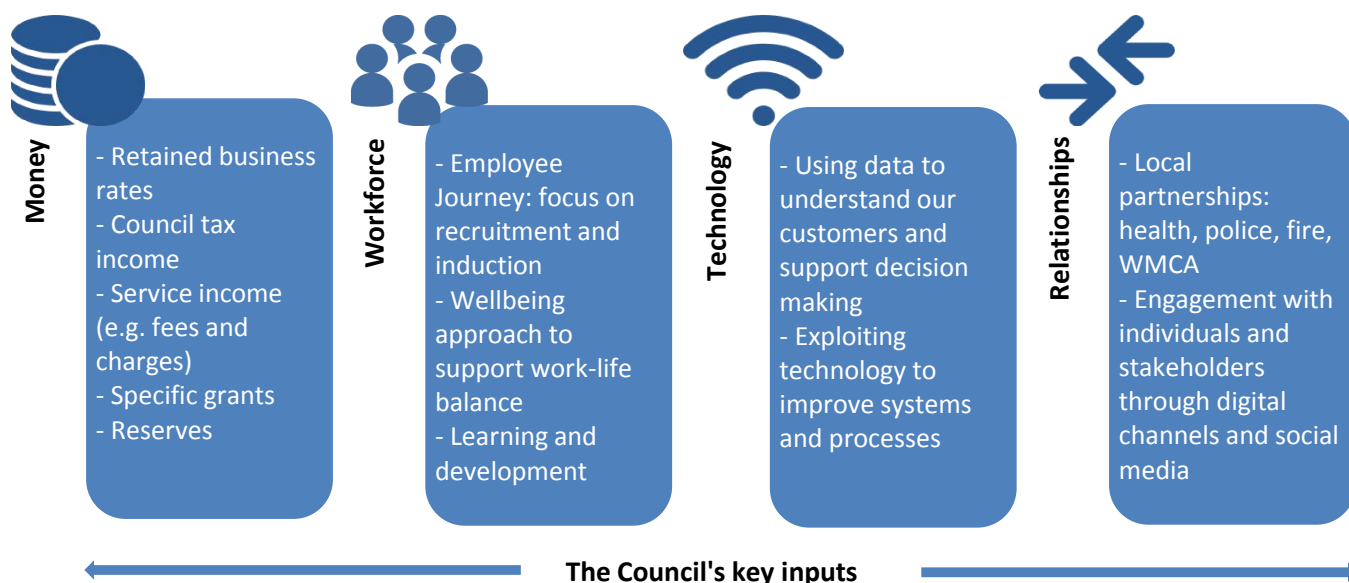 Money
- Retained business
rates
- Council tax
income
- Service income
(e.g. fees and
charges)
- Specific grants
- Reserves
Workforce
- Employee
Journey: focus on
recruitment and
induction
- Wellbeing
approach to
support work-life
balance
- Learning and
development
Technology
- Using data to
understand our
customers and
support decision
making
- Exploiting
technology to
improve systems
and processes
Relationships
- Local
partnerships:
health, police, fire,
WMCA
- Engagement with
individuals and
stakeholders
through digital
channels and social
media
The Council's key inputs